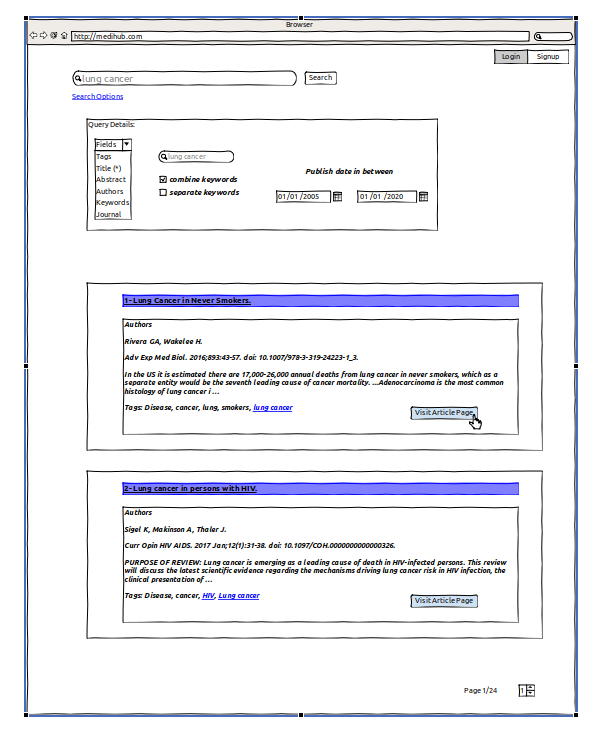 Browser
http://medihub.com
Login Signup
lung cancer Search
Search Options
Query Details:
Fields
Tags
Title (*)
Abstract
Authors
Keywords
Journal
lung cancer
combine keywords
separate keywords
Publish date in between
01/01/2005 01/01/2020
1- Lung Cancer in Never Smokers.
Authors
Rivera GA, Wakelee H.
Adv Exp Med Biol. 2016;893:43-57. doi: 10.1007/978-3-319-24223-1_3.
In the US it is estimated there are 17,000-26,000 annual deaths from lung cancer in never smokers, which as a
separate entity would be the seventh leading cause of cancer mortality. ...Adenocarcinoma is the most common
histology of lung cancer i ...
Tags: Disease, cancer, lung, smokers, lung cancer
Visit Article Page
2- Lung cancer in persons with HIV.
Authors
Sigel K, Makinson A, Thaler J.
Curr Opin HIV AIDS. 2017 Jan;12(1):31-38. doi: 10.1097/COH.0000000000000326.
PURPOSE OF REVIEW: Lung cancer is emerging as a leading cause of death in HIV-infected persons. This review
will discuss the latest scientific evidence regarding the mechanisms driving lung cancer risk in HIV infection, the
clinical presentation of ...
Tags: Disease, cancer, HIV, Lung cancer
Visit Article Page
Page 1/24 1